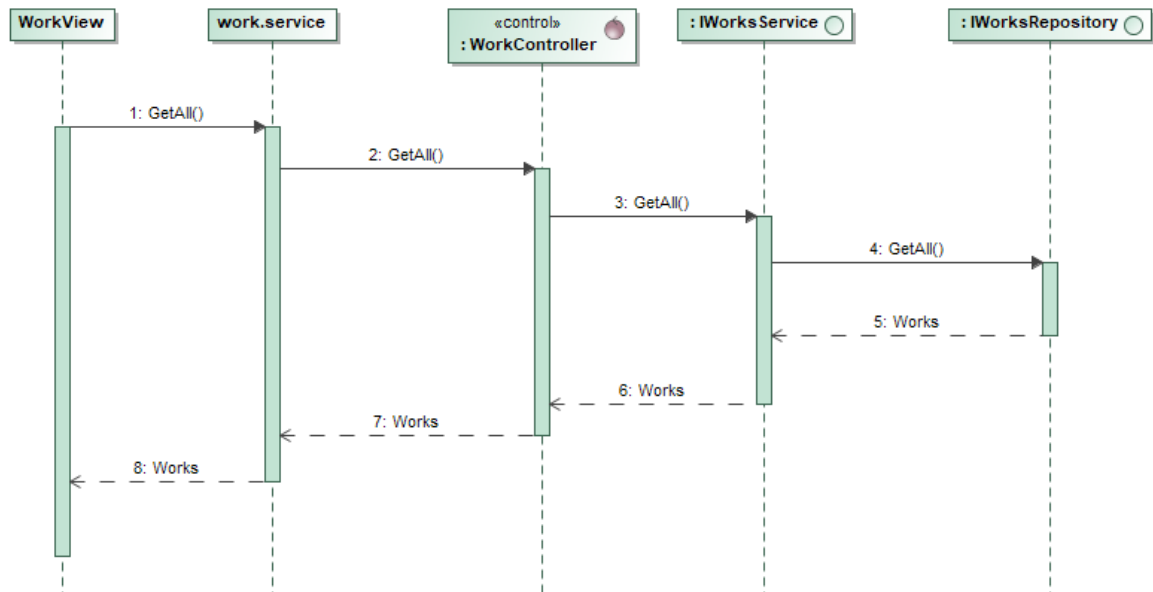 WorkView
work.service
«control»
: WorkController
: IWorksService
: IWorksRepository
1: GetAll()
2: GetAll()
3: GetAll()
4: GetAll()
5: Works
6: Works
7: Works
8: Works